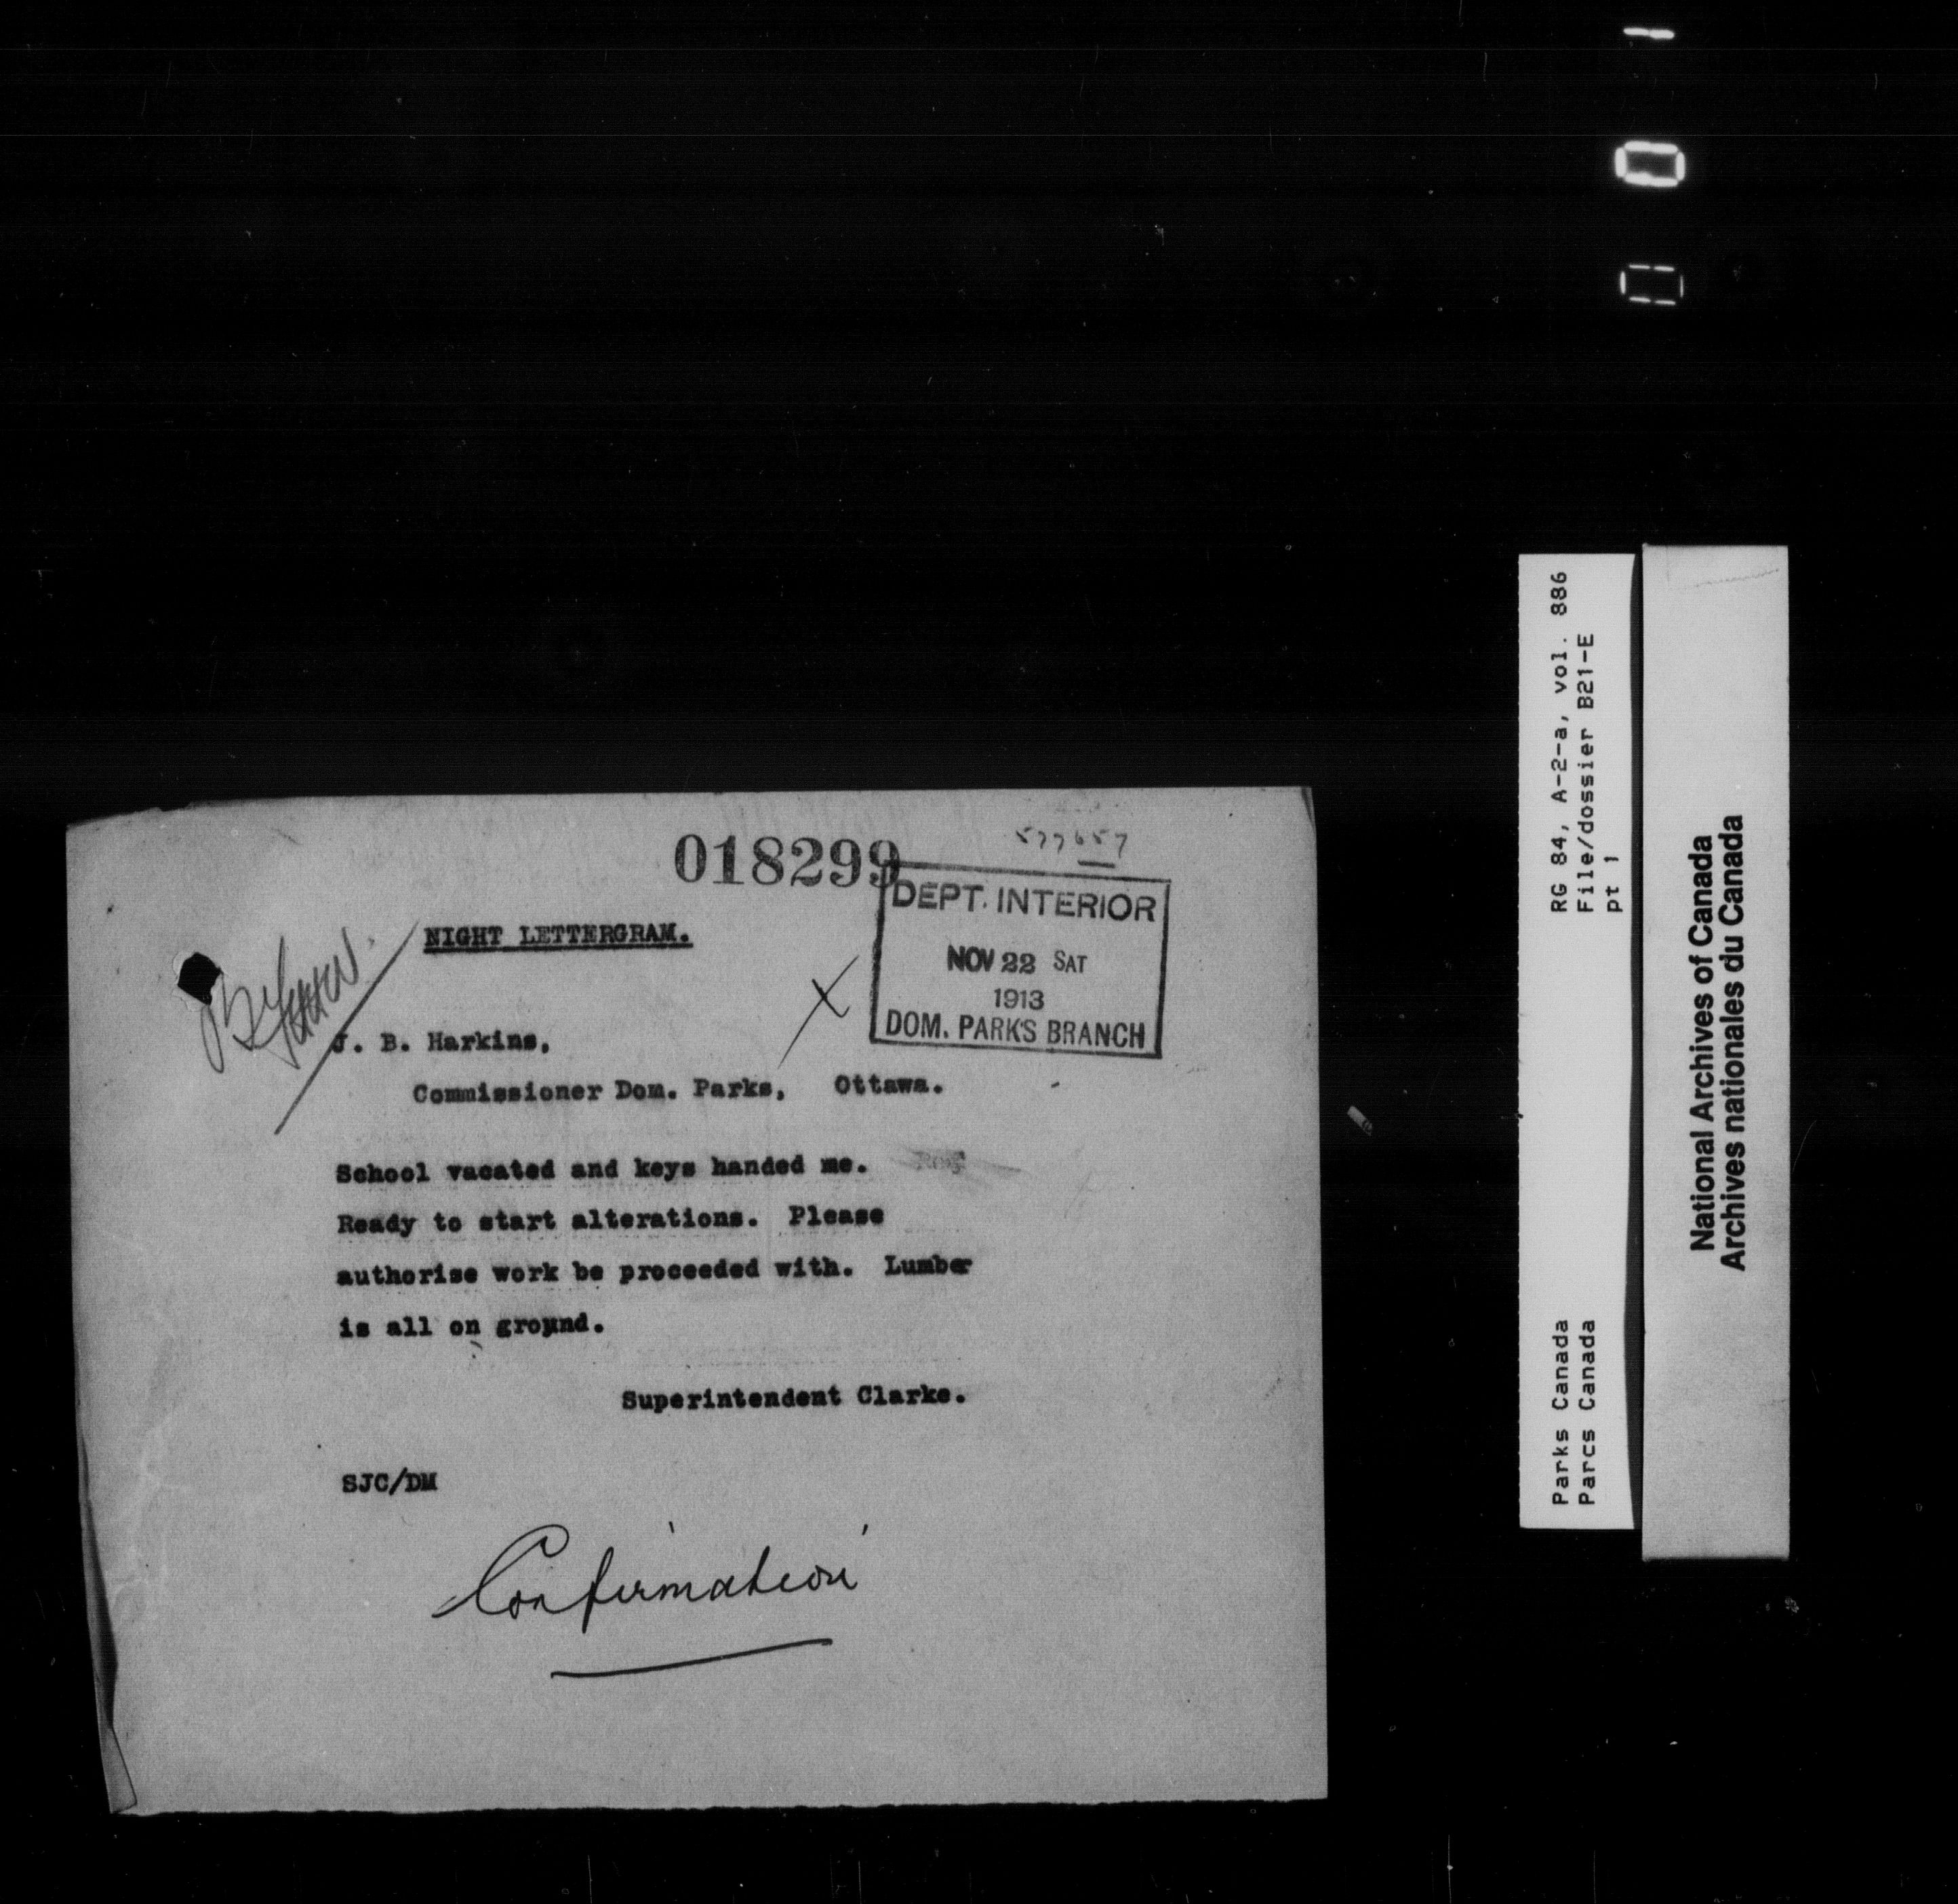 018299
577657
DEPT. INTERIOR
NOV 22 SAT
1913
DOM. PARKS BRANCH
NIGHT LETTERGRAM.
J. B. Harkins,
Commissioner Dom. Parks, Ottawa.
School vacated and keys handed me.
Ready to start alterations. Please
authorise work be proceeded with. Lumber
is all on ground.
Superintendent Clarke.
SJC/DM
Confirmation
RG 84, A-2-a, vol. 886
File/dossier B21-E
pt 1
Parks Canada
Parcs Canada
National Archives of Canada
Archives nationales du Canada